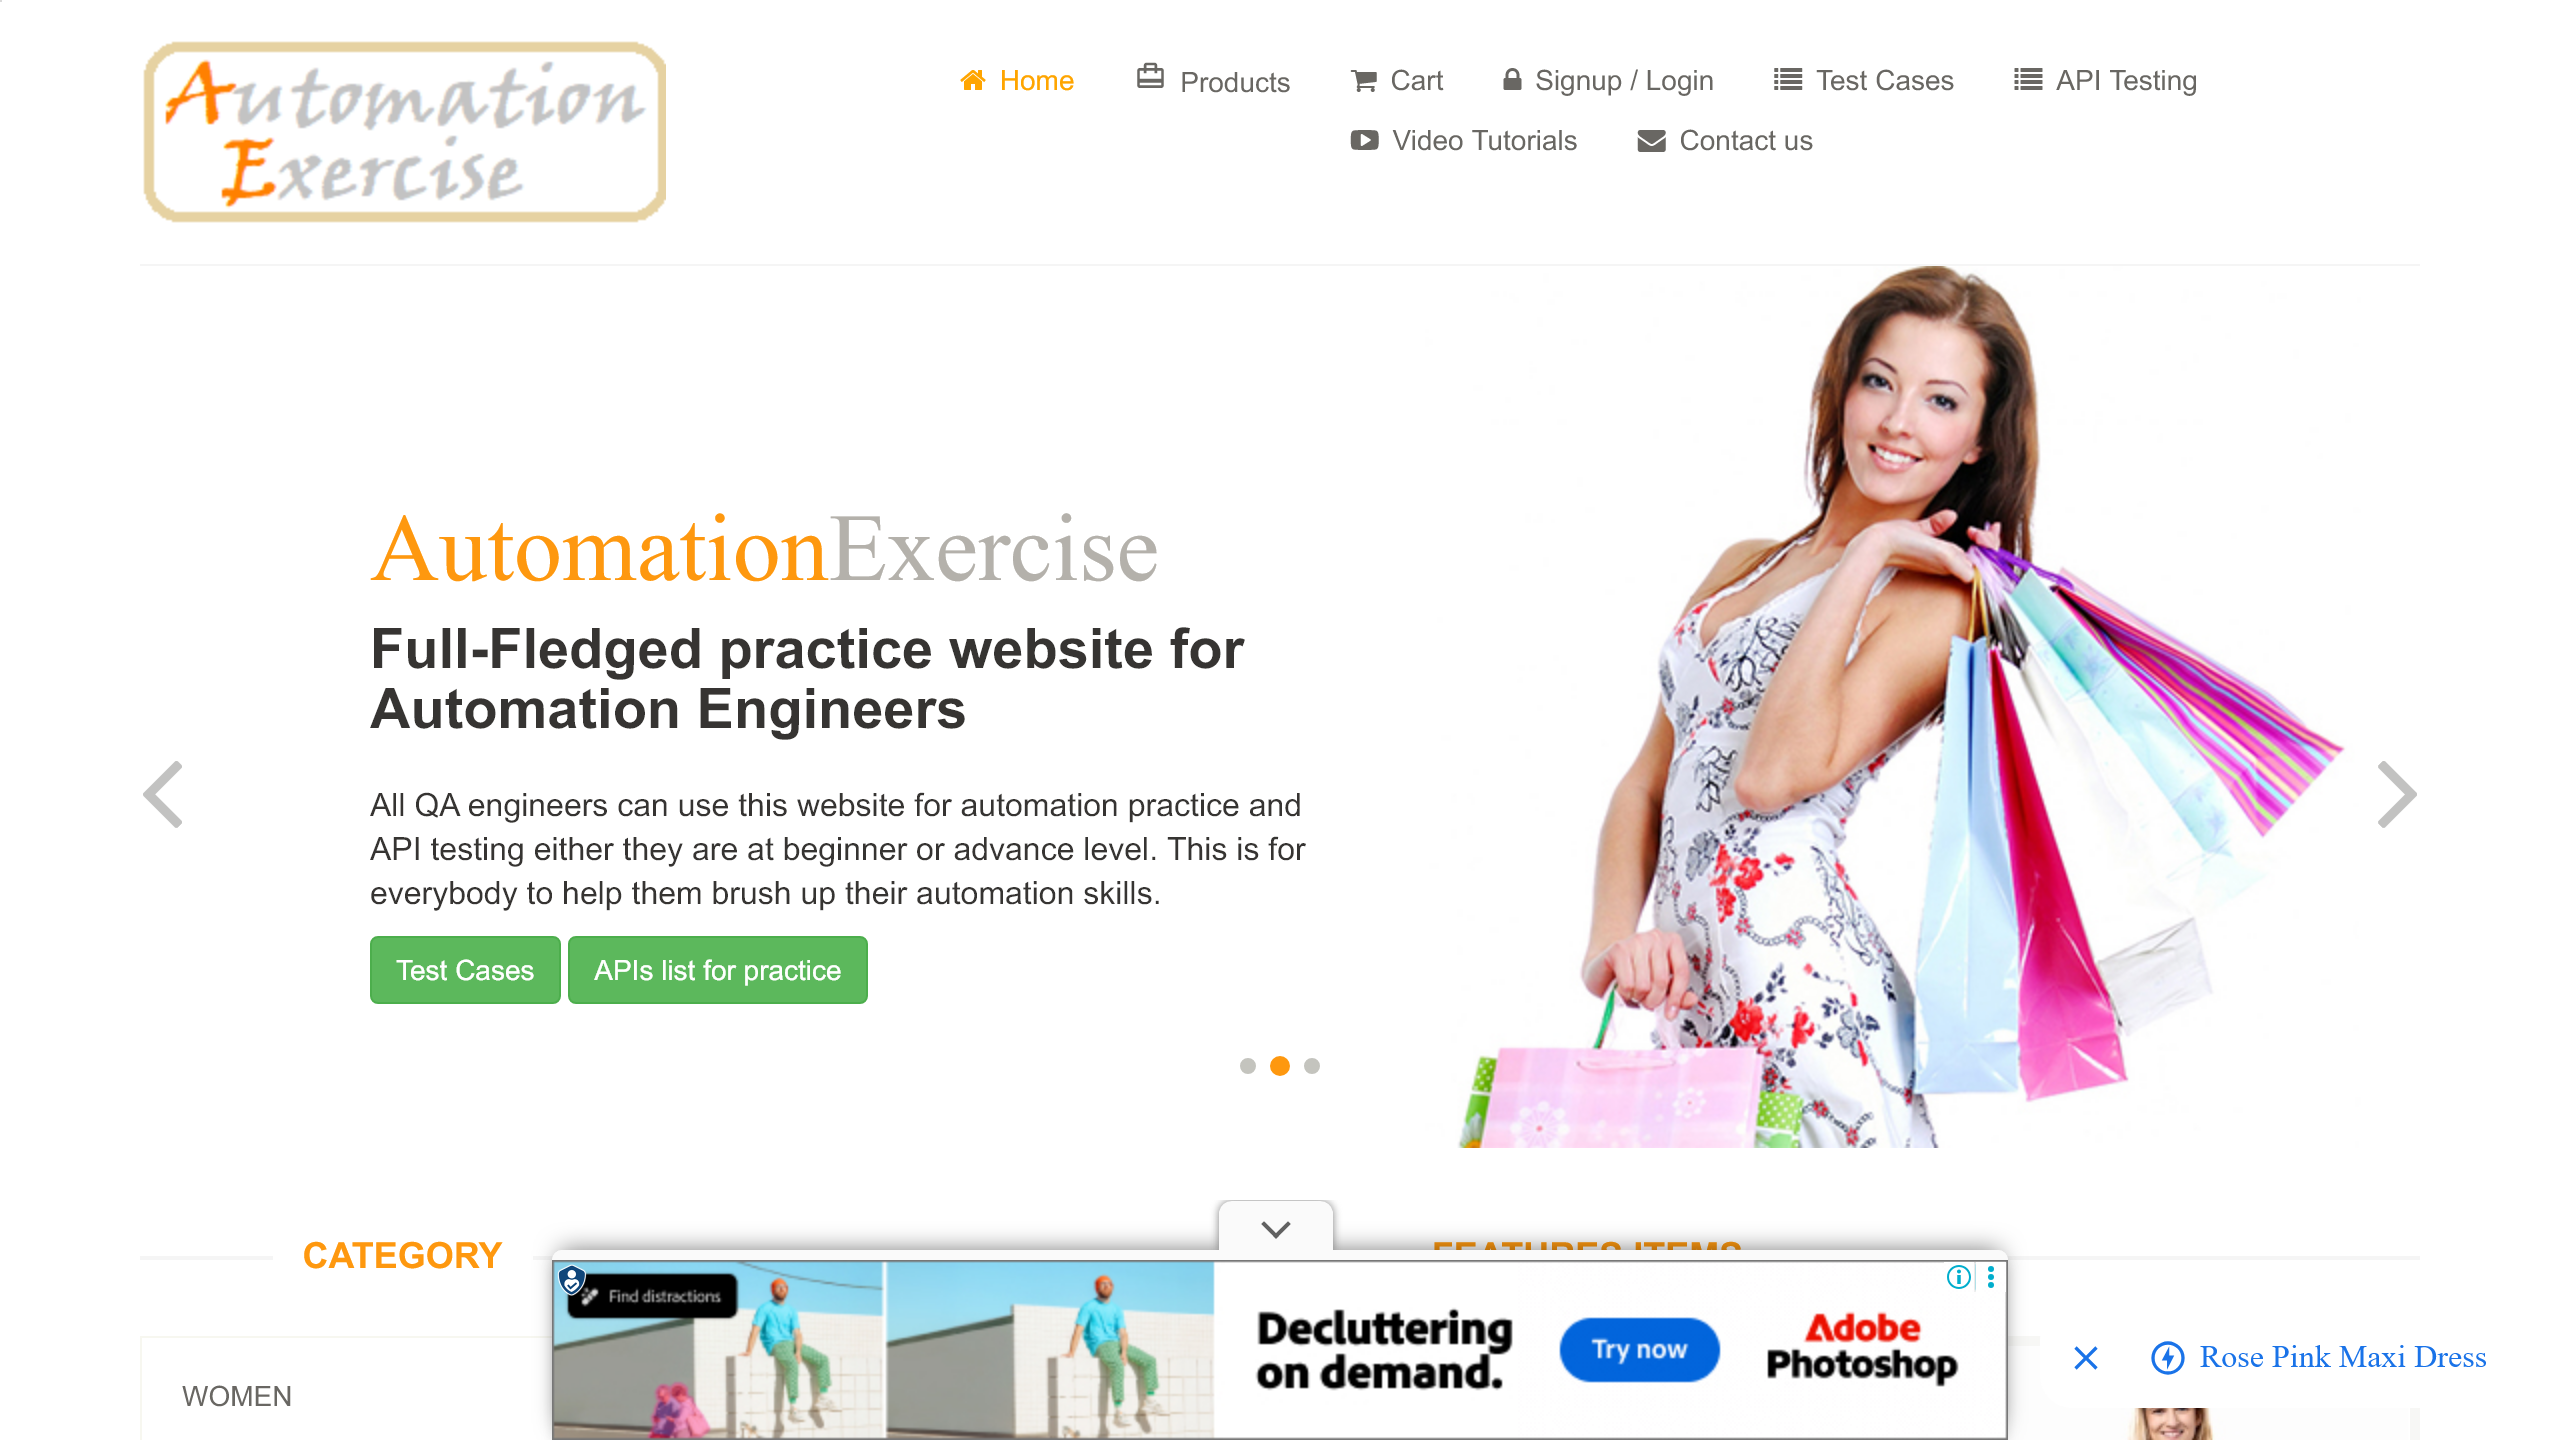 Automation
Exercise
Home
Products
Cart
Signup / Login
Test Cases
API Testing
Video Tutorials
Contact us
AutomationExercise
Full-Fledged practice website for
Automation Engineers
All QA engineers can use this website for automation practice and
API testing either they are at beginner or advance level. This is for
everybody to help them brush up their automation skills.
Test Cases
APIs list for practice
CATEGORY
FEATURES ITEMS
WOMEN
Find distractions
Decluttering
on demand.
Try now
Adobe
Photoshop
Rose Pink Maxi Dress